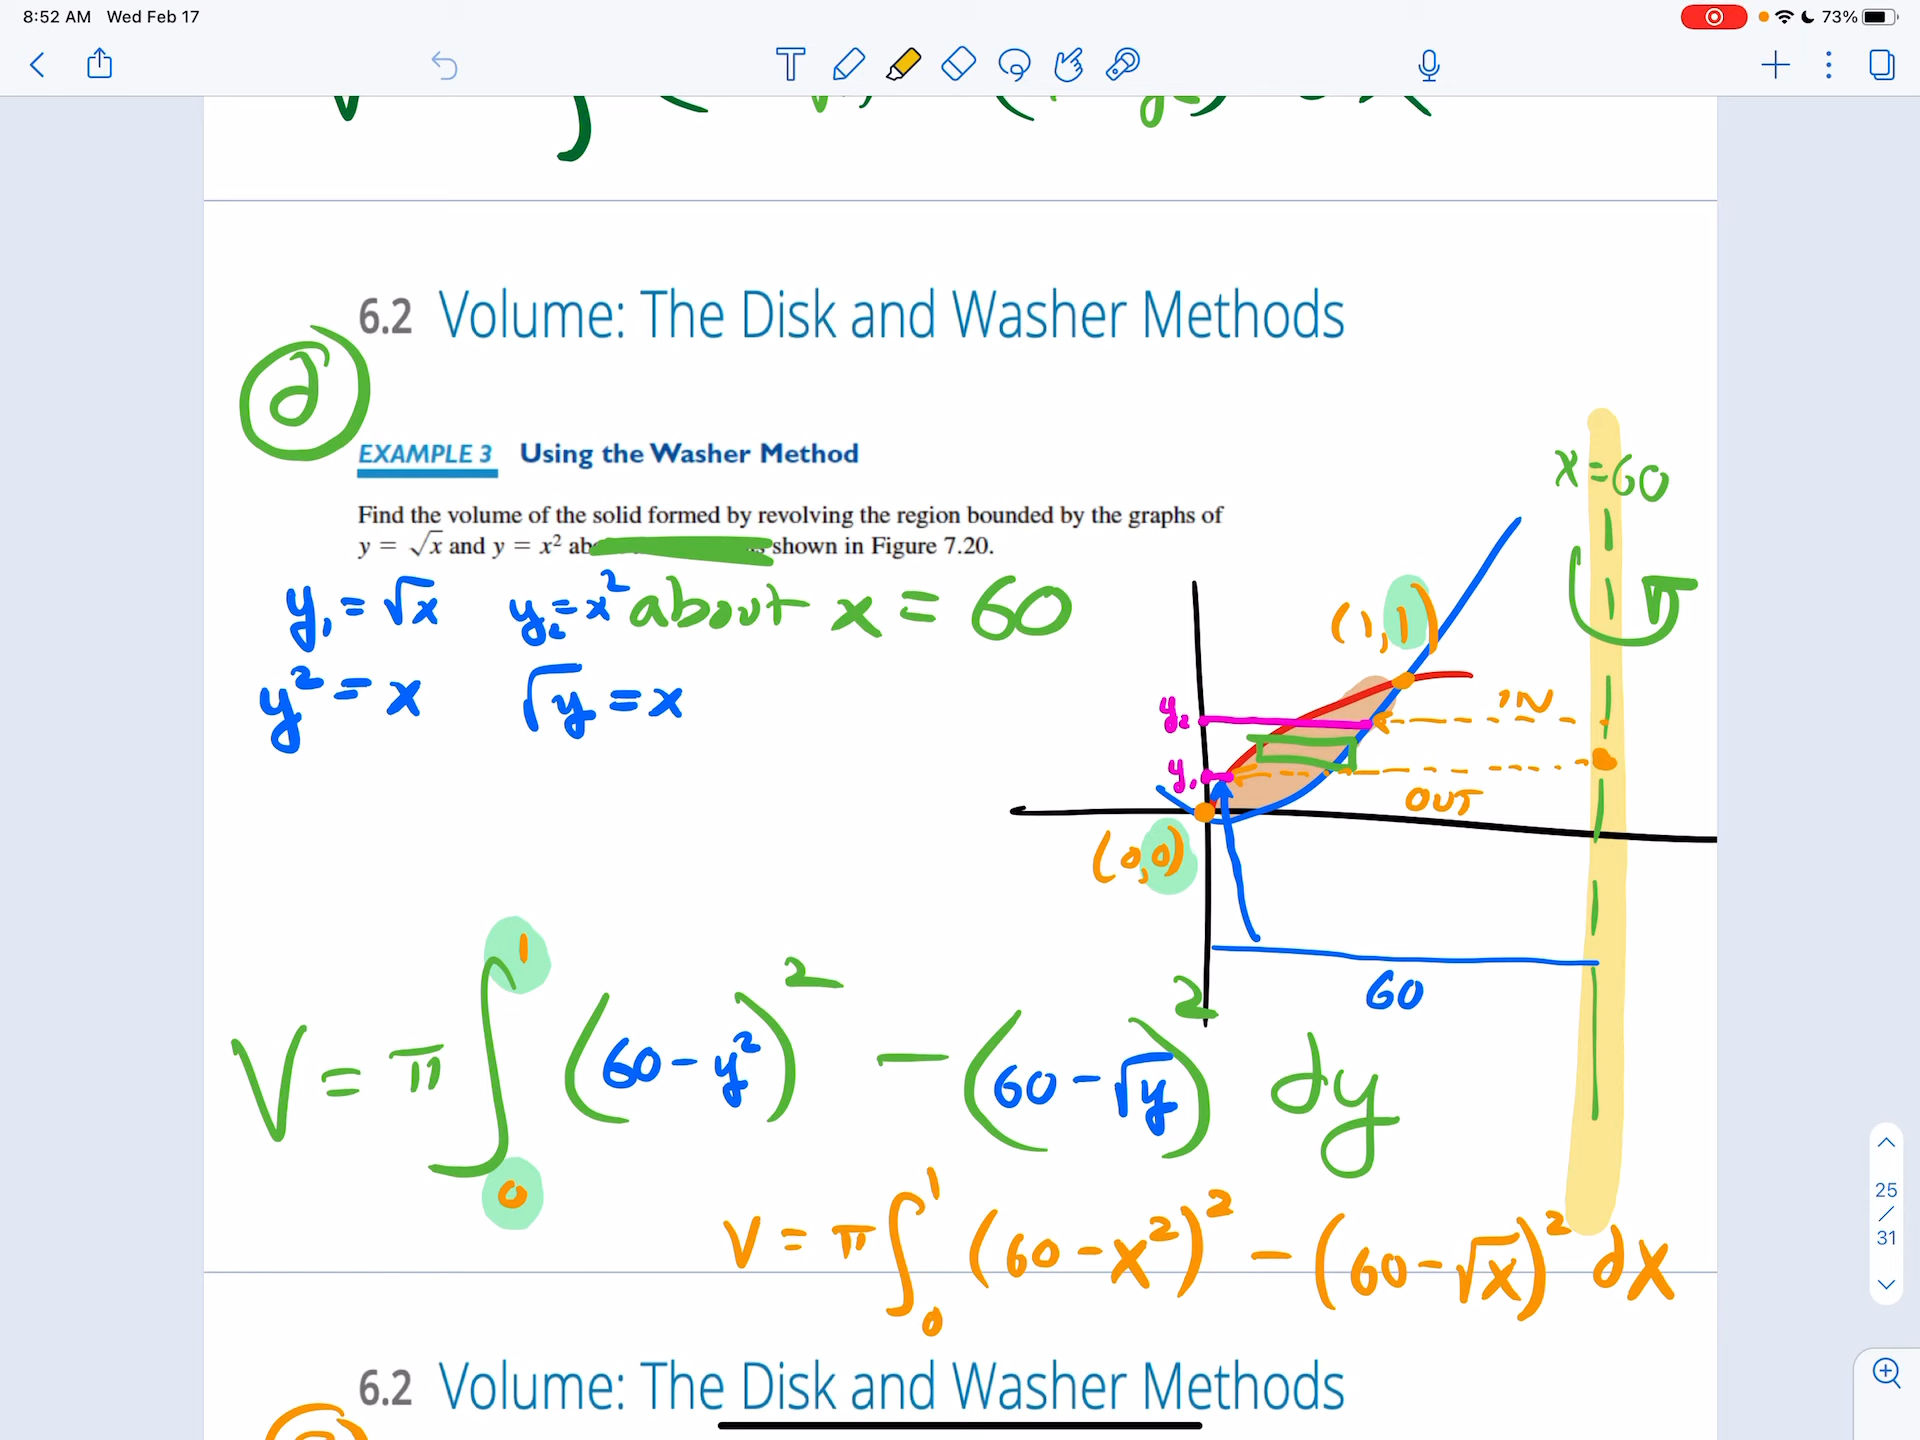 8:52 AM Wed Feb 17
73%
6.2 Volume: The Disk and Washer Methods
2
EXAMPLE 3 Using the Washer Method
Find the volume of the solid formed by revolving the region bounded by the graphs of
y = √x and y = x² ab shown in Figure 7.20.
y₁ = √x y₂ = x² about x = 60
y² = x √y = x
x = 60
π
(1,1)
IN
y₂
y₁
OUT
(0,0)
60
V = π ∫₀¹ (60 - y²)² - (60 - √y)² dy
V = π ∫₀¹ (60 - x²)² - (60 - √x)² dx
25
/
31
6.2 Volume: The Disk and Washer Methods